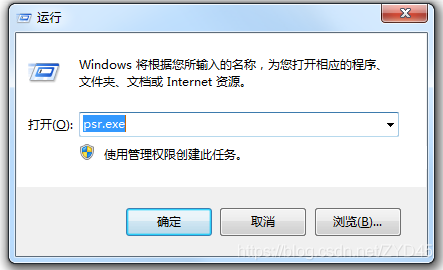 运行
Windows 将根据您所输入的名称，为您打开相应的程序、
文件夹、文档或 Internet 资源。
打开(O): psr.exe
使用管理权限创建此任务。
确定 取消 浏览(B)...
https://blog.csdn.net/ZYD45